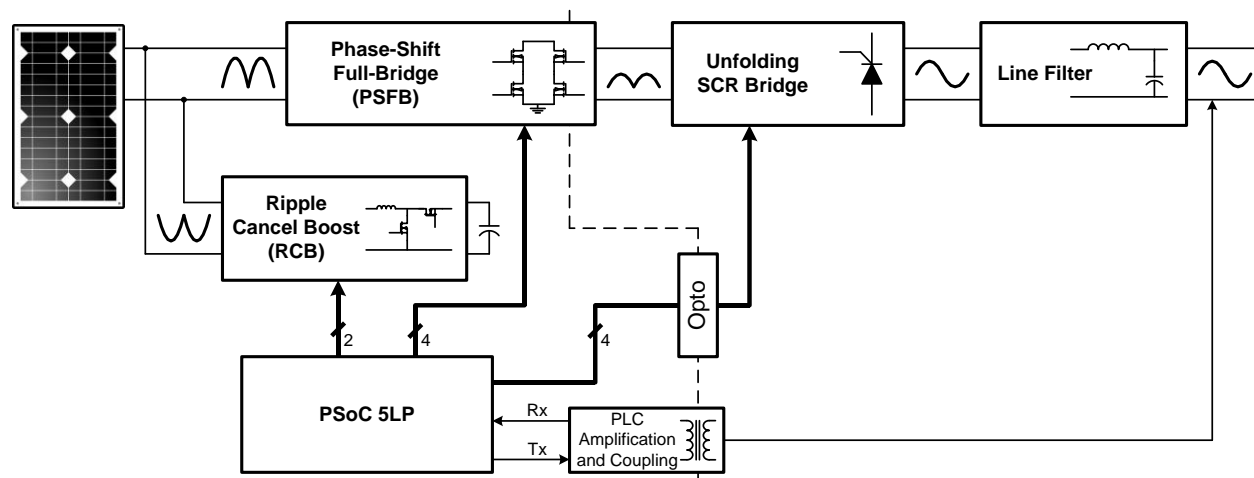 Phase-Shift
Full-Bridge
(PSFB)
Unfolding
SCR Bridge
Line Filter
Ripple
Cancel Boost
(RCB)
Opto
2
4
4
PSoC 5LP
Rx
Tx
PLC
Amplification
and Coupling